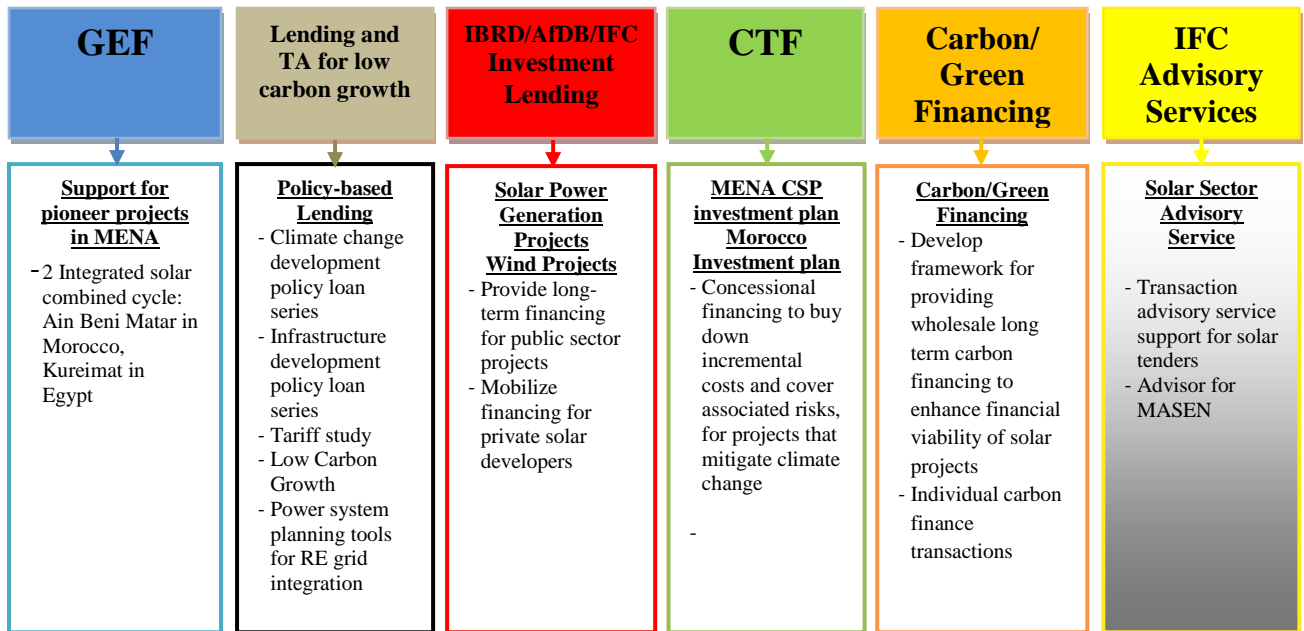 GEF
Support for
pioneer projects
in MENA
-2 Integrated solar
combined cycle:
Ain Beni Matar in
Morocco,
Kureimat in
Egypt
Lending and
TA for low
carbon growth
Policy-based
Lending
- Climate change
development
policy loan
series
- Infrastructure
development
policy loan
series
- Tariff study
- Low Carbon
Growth
- Power system
planning tools
for RE grid
integration
IBRD/AfDB/IFC
Investment
Lending
Solar Power
Generation
Projects
Wind Projects
- Provide long-
term financing
for public sector
projects
- Mobilize
financing for
private solar
developers
CTF
MENA CSP
investment plan
Morocco
Investment plan
- Concessional
financing to buy
down
incremental
costs and cover
associated risks,
for projects that
mitigate climate
change
-
Carbon/
Green
Financing
Carbon/Green
Financing
- Develop
framework for
providing
wholesale long
term carbon
financing to
enhance financial
viability of solar
projects
- Individual carbon
finance
transactions
IFC
Advisory
Services
Solar Sector
Advisory
Service
- Transaction
advisory service
support for solar
tenders
- Advisor for
MASEN